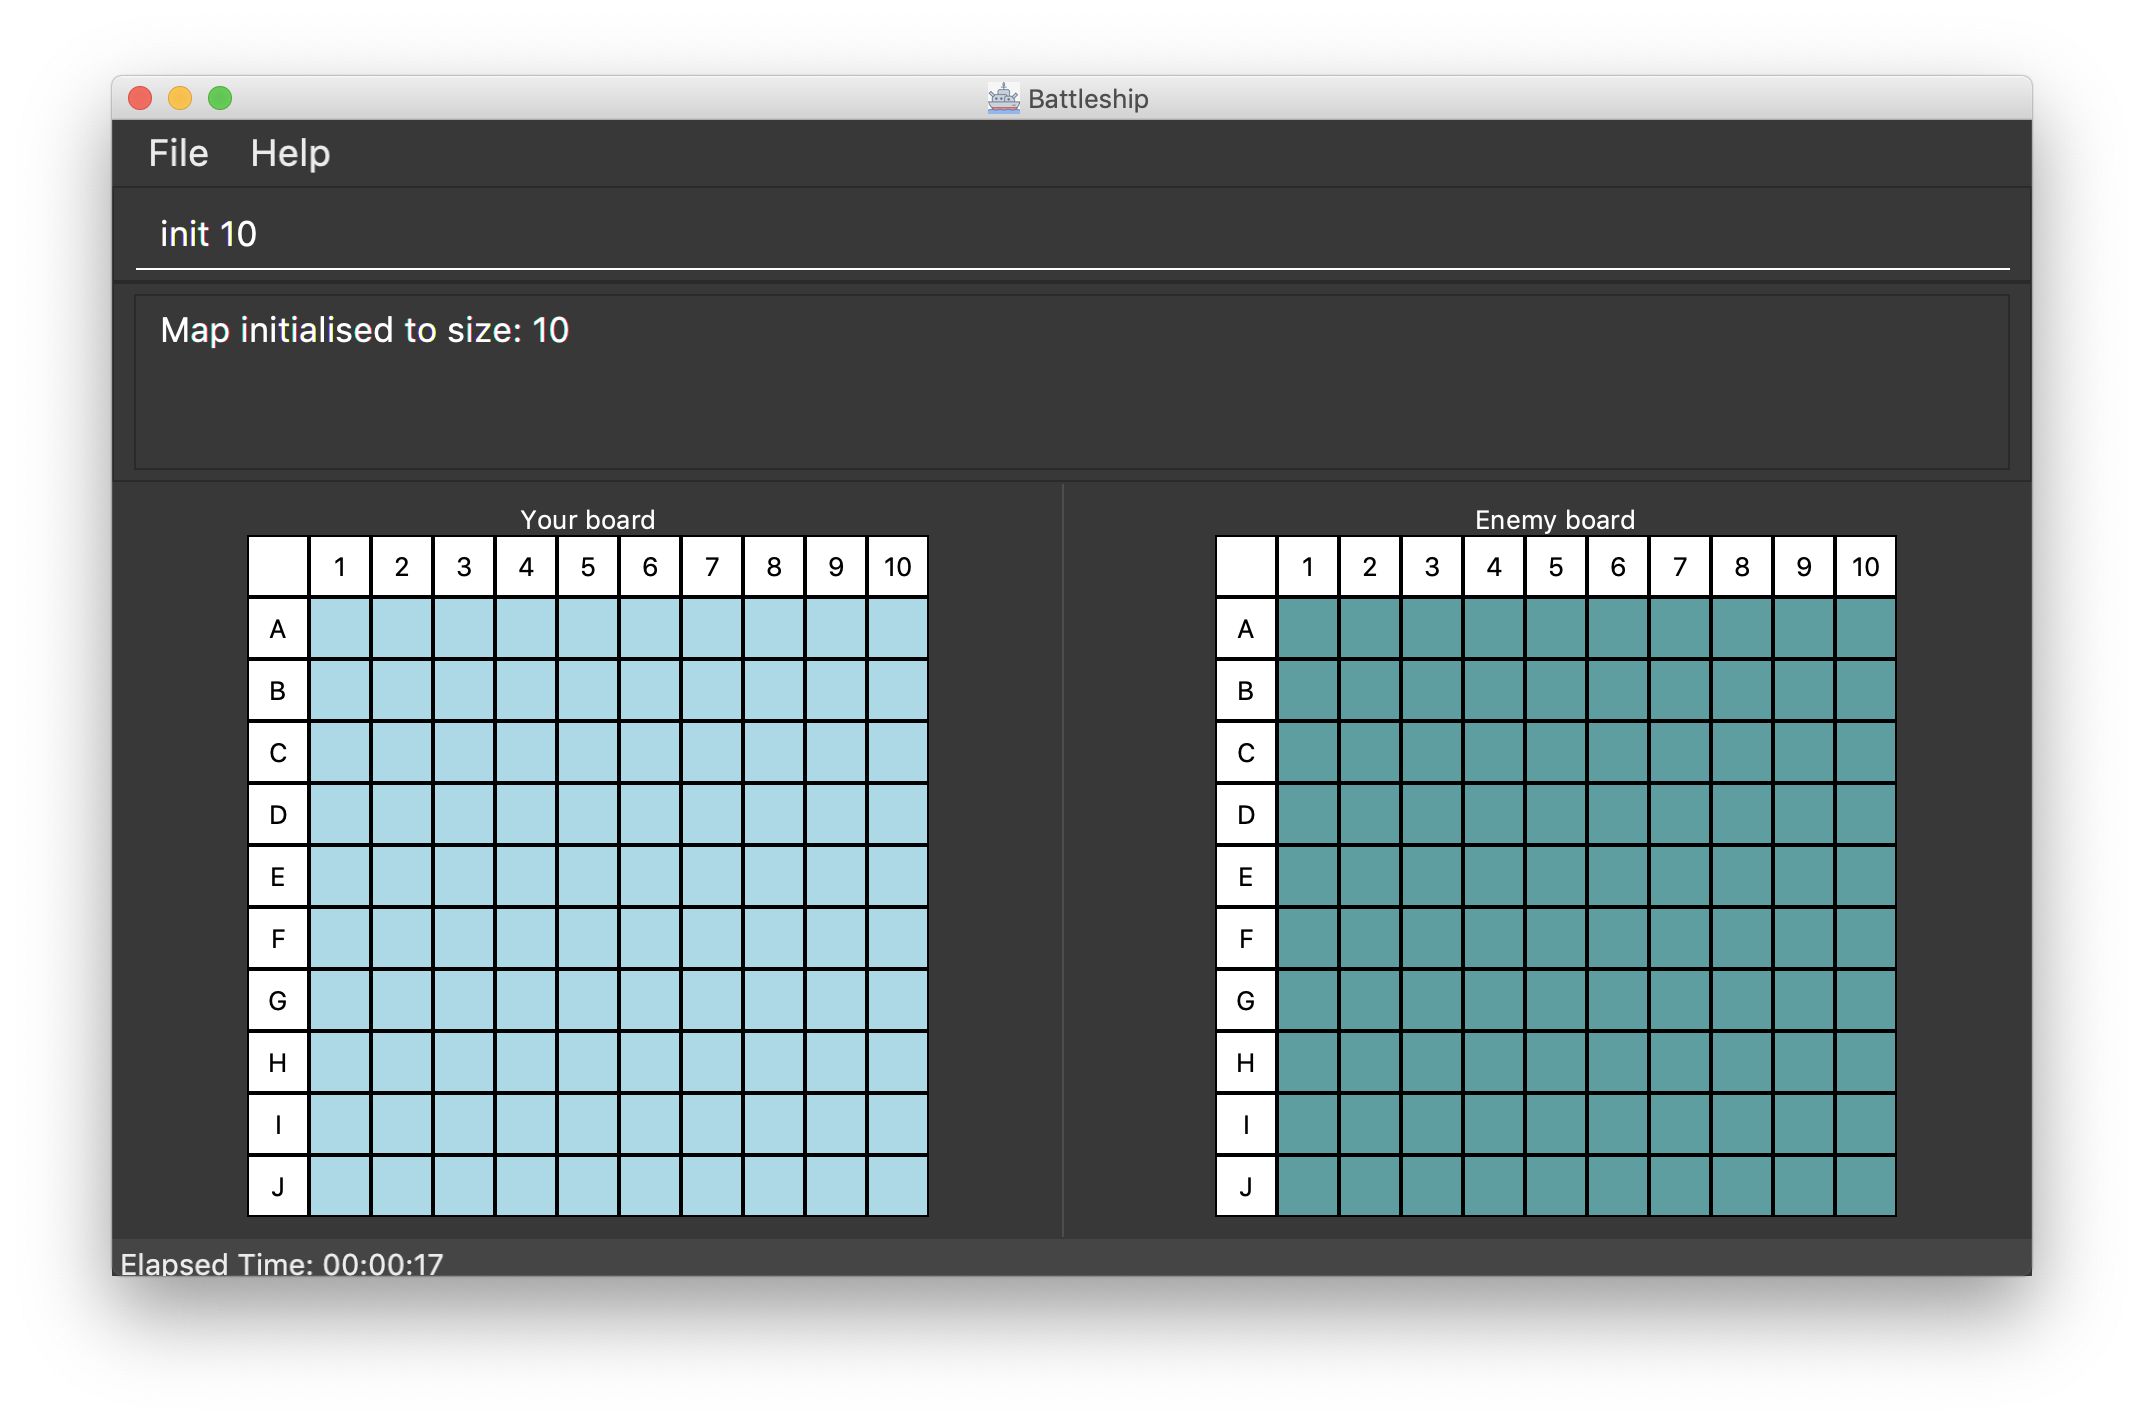 Battleship
File Help
init 10
Map initialised to size: 10
Your board
1 2 3 4 5 6 7 8 9 10
A
B
C
D
E
F
G
H
I
J
Enemy board
1 2 3 4 5 6 7 8 9 10
A
B
C
D
E
F
G
H
I
J
Elapsed Time: 00:00:17